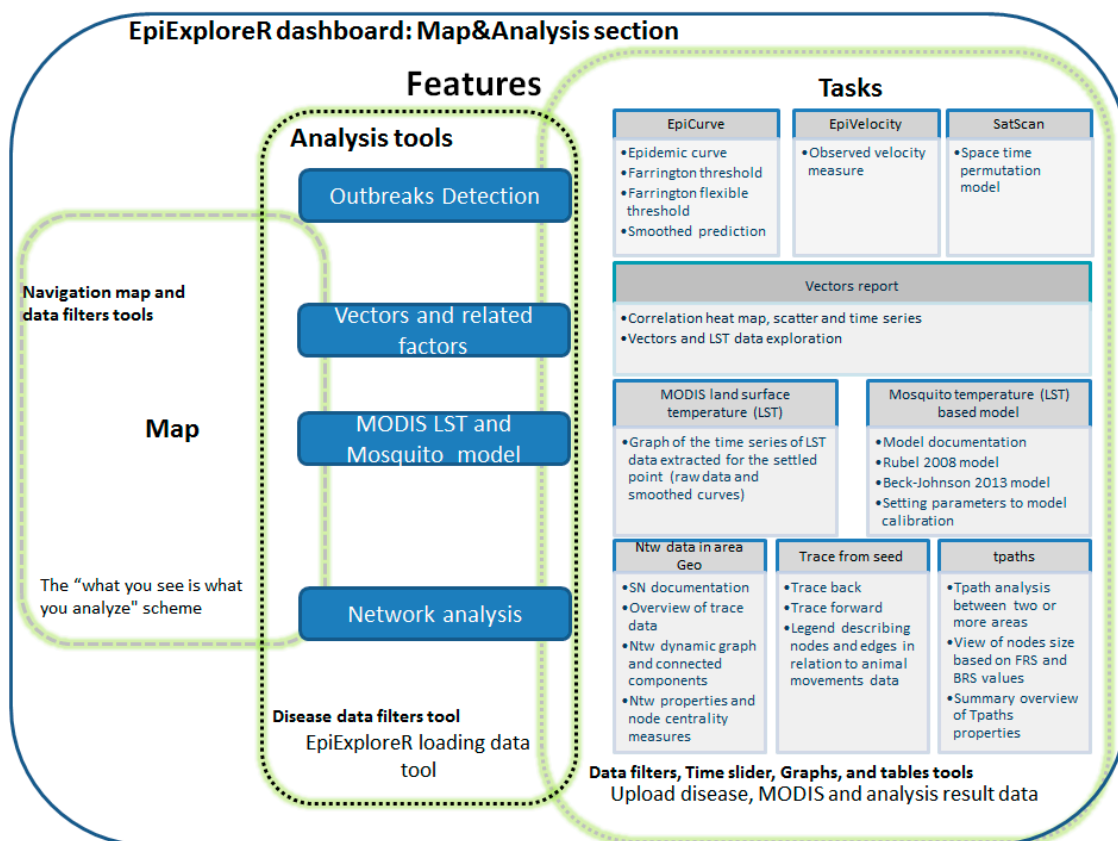 EpiExploreR dashboard: Map&Analysis section
Features
Tasks
Analysis tools
Outbreaks Detection
Vectors and related
factors
MODIS LST and
Mosquito model
Network analysis
Navigation map and
data filters tools
Map
The “what you see is what
you analyze" scheme
Disease data filters tool
EpiExploreR loading data
tool
EpiCurve
•Epidemic curve
•Farrington threshold
•Farrington flexible
threshold
•Smoothed prediction
EpiVelocity
•Observed velocity
measure
SatScan
•Space time
permutation
model
Vectors report
•Correlation heat map, scatter and time series
•Vectors and LST data exploration
MODIS land surface
temperature (LST)
•Graph of the time series of LST
data extracted for the settled
point (raw data and
smoothed curves)
Mosquito temperature (LST)
based model
•Model documentation
•Rubel 2008 model
•Beck-Johnson 2013 model
•Setting parameters to model
calibration
Ntw data in area
Geo
•SN documentation
•Overview of trace
data
•Ntw dynamic graph
and connected
components
•Ntw properties and
node centrality
measures
Trace from seed
•Trace back
•Trace forward
•Legend describing
nodes and edges in
relation to animal
movements data
tpaths
•Tpath analysis
between two or
more areas
•View of nodes size
based on FRS and
BRS values
•Summary overview
of Tpaths
properties
Data filters, Time slider, Graphs, and tables tools
Upload disease, MODIS and analysis result data